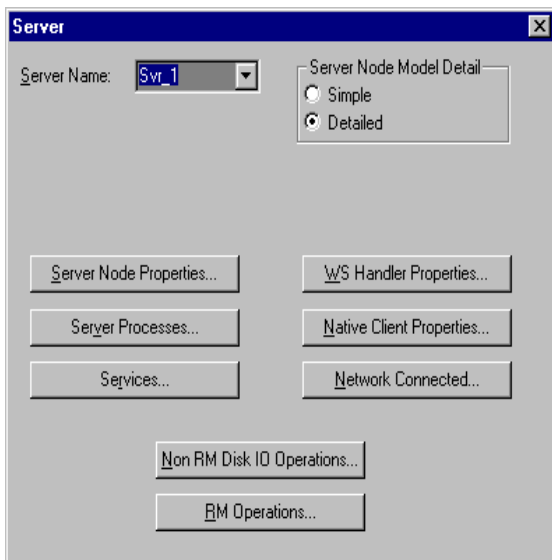 Server
Server Name:
Svr_1
Server Node Model Detail
Simple
Detailed
Server Node Properties...
WS Handler Properties...
Server Processes...
Native Client Properties...
Services...
Network Connected...
Non RM Disk IO Operations...
RM Operations...